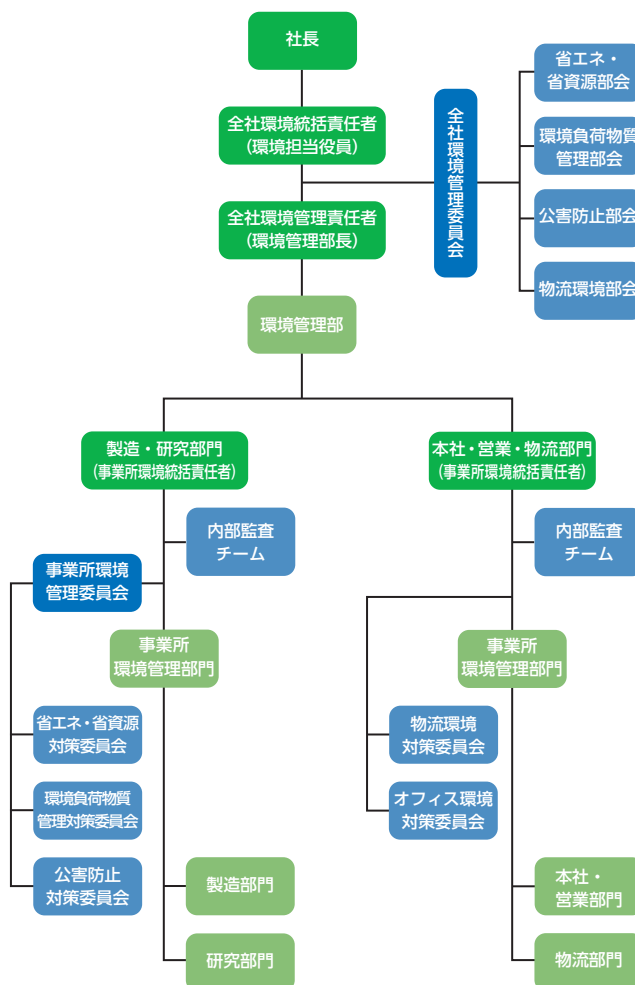 社長
全社環境統括責任者
（環境担当役員）
全社環境管理責任者
（環境管理部長）
環境管理部
全社環境管理委員会
省エネ・
省資源部会
環境負荷物質
管理部会
公害防止部会
物流環境部会
製造・研究部門
（事業所環境統括責任者）
内部監査
チーム
事業所環境
管理委員会
事業所
環境管理部門
省エネ・省資源
対策委員会
環境負荷物質
管理対策委員会
公害防止
対策委員会
製造部門
研究部門
本社・営業・物流部門
（事業所環境統括責任者）
内部監査
チーム
事業所
環境管理部門
物流環境
対策委員会
オフィス環境
対策委員会
本社・
営業部門
物流部門